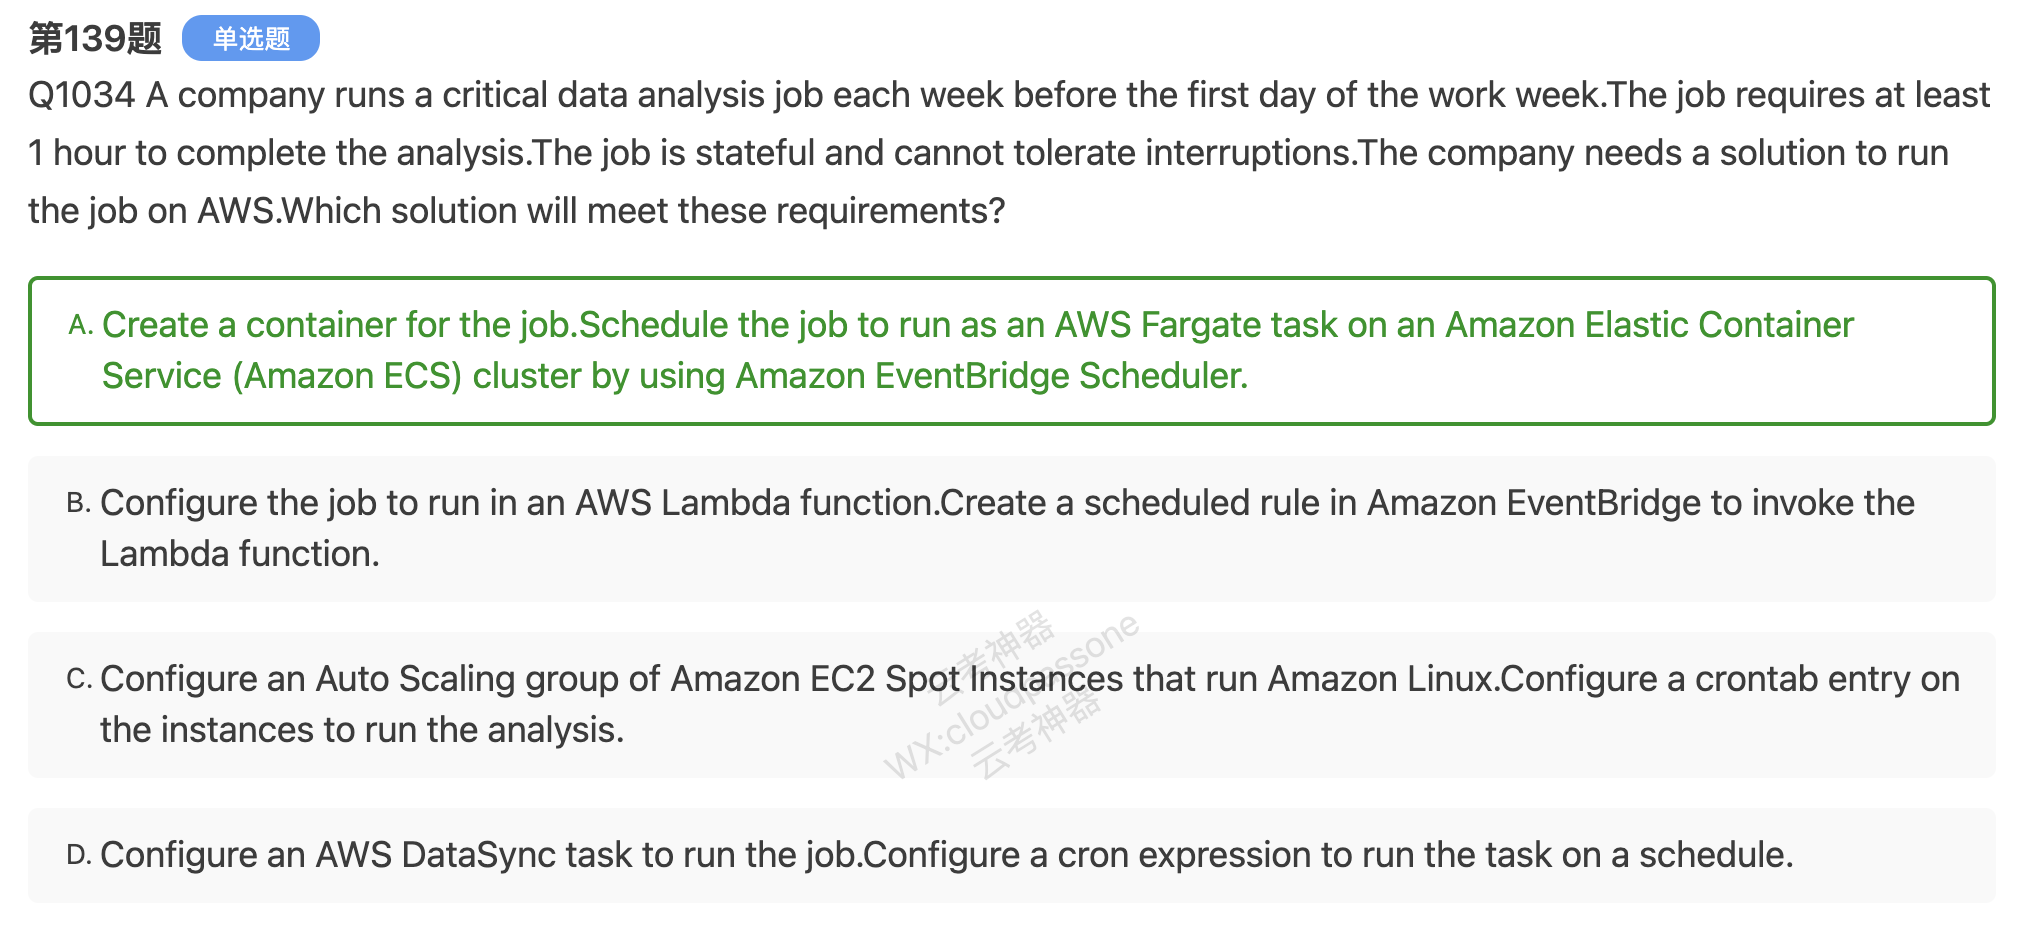 第139题 单选题
Q1034 A company runs a critical data analysis job each week before the first day of the work week.The job requires at least
1 hour to complete the analysis.The job is stateful and cannot tolerate interruptions.The company needs a solution to run
the job on AWS.Which solution will meet these requirements?
A. Create a container for the job.Schedule the job to run as an AWS Fargate task on an Amazon Elastic Container
Service (Amazon ECS) cluster by using Amazon EventBridge Scheduler.
B. Configure the job to run in an AWS Lambda function.Create a scheduled rule in Amazon EventBridge to invoke the
Lambda function.
C. Configure an Auto Scaling group of Amazon EC2 Spot Instances that run Amazon Linux.Configure a crontab entry on
the instances to run the analysis.
D. Configure an AWS DataSync task to run the job.Configure a cron expression to run the task on a schedule.
云考神器
WX:cloudpassone
云考神器